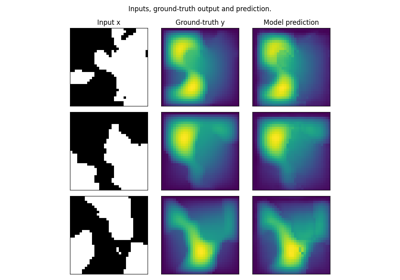 Inputs, ground-truth output and prediction.
Input x
Ground-truth y
Model prediction